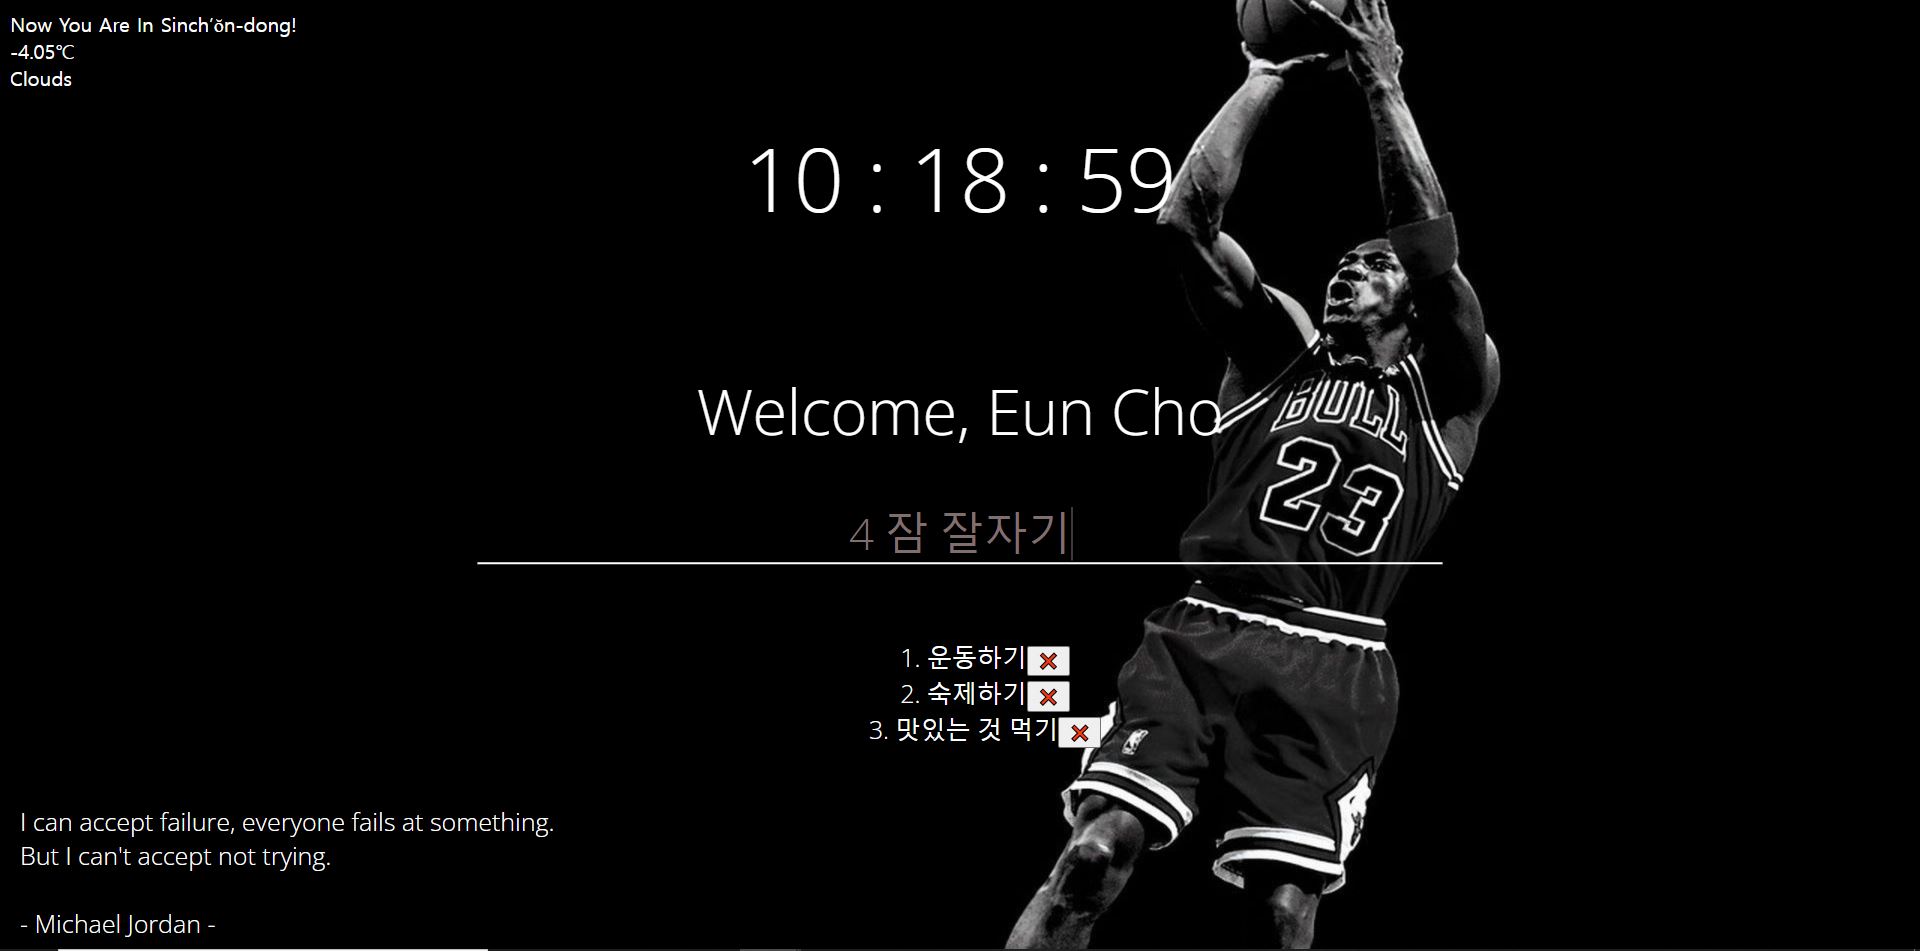 Now You Are In Sinch’ŏn-dong!
-4.05℃
Clouds
10 : 18 : 59
Welcome, Eun Cho
BULL
23
4 잠 잘자기
1. 운동하기
2. 숙제하기
3. 맛있는 것 먹기
I can accept failure, everyone fails at something.
But I can't accept not trying.
- Michael Jordan -